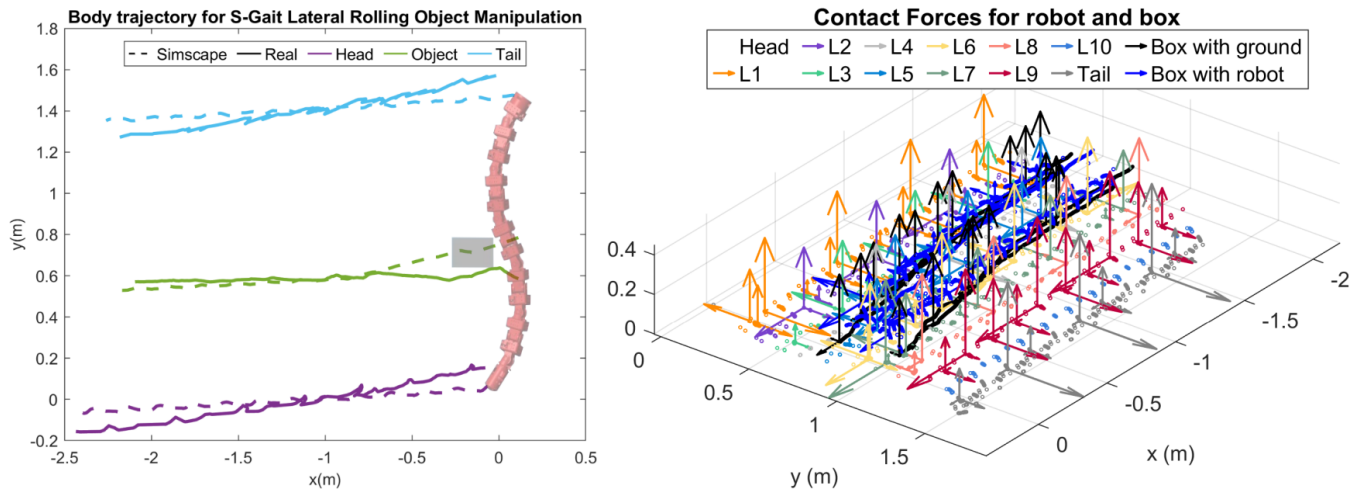 Body trajectory for S-Gait Lateral Rolling Object Manipulation
1.8
1.6
1.4
1.2
1
0.8
0.6
0.4
0.2
0
-0.2
y(m)
Simscape Real Head Object Tail
-2.5 -2 -1.5 -1 -0.5 0 0.5
x(m)
Contact Forces for robot and box
Head L2 L4 L6 L8 L10 Box with ground
L1 L3 L5 L7 L9 Tail Box with robot
0.4
0.2
0
0
0.5
1
1.5
y (m)
0
-0.5
-1
-1.5
-2
x (m)